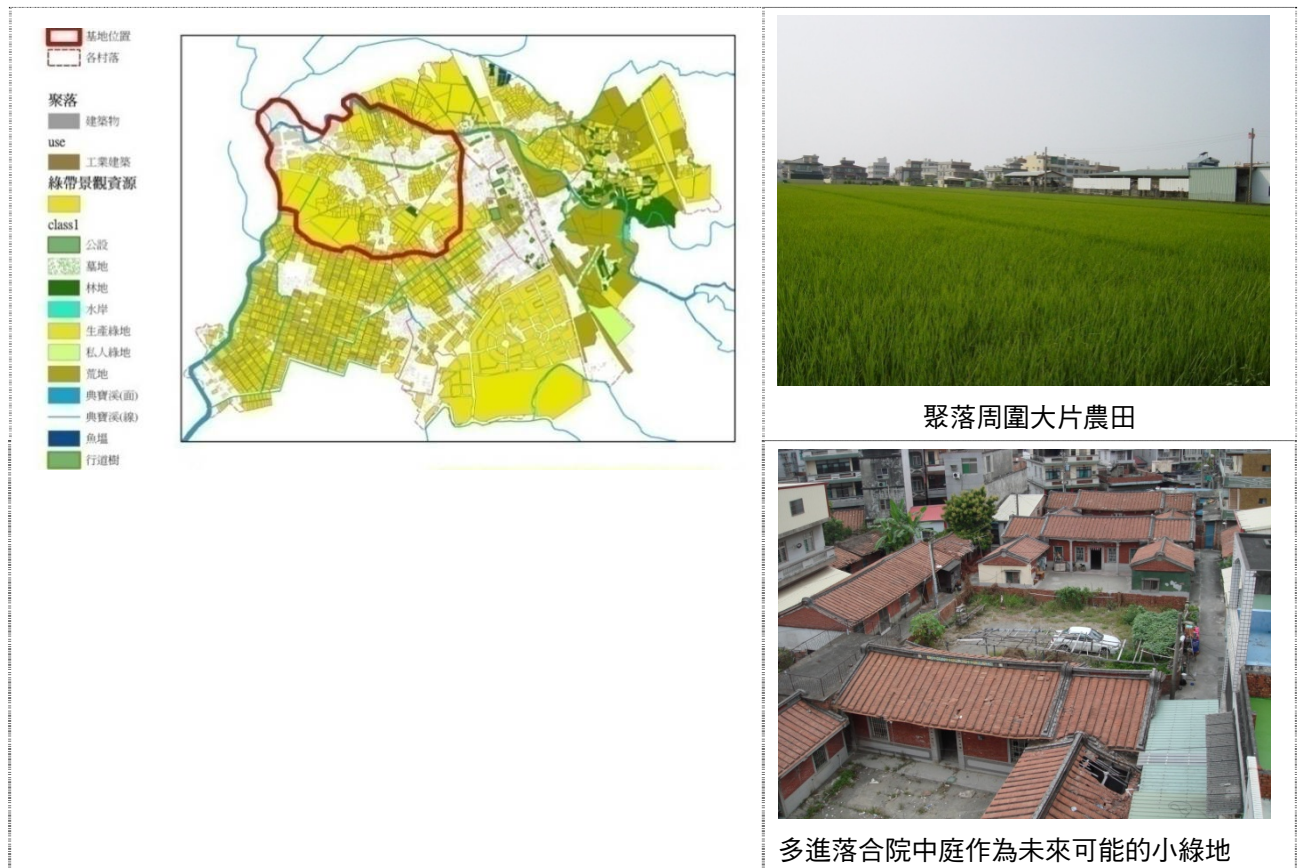 基地位置
各村落
聚落
建築物
use
工業建築
綠帶景觀資源
class1
公設
墓地
林地
水岸
生產綠地
私人綠地
荒地
典寶溪(面)
典寶溪(線)
魚塭
行道樹
聚落周圍大片農田
多進落合院中庭作為未來可能的小綠地